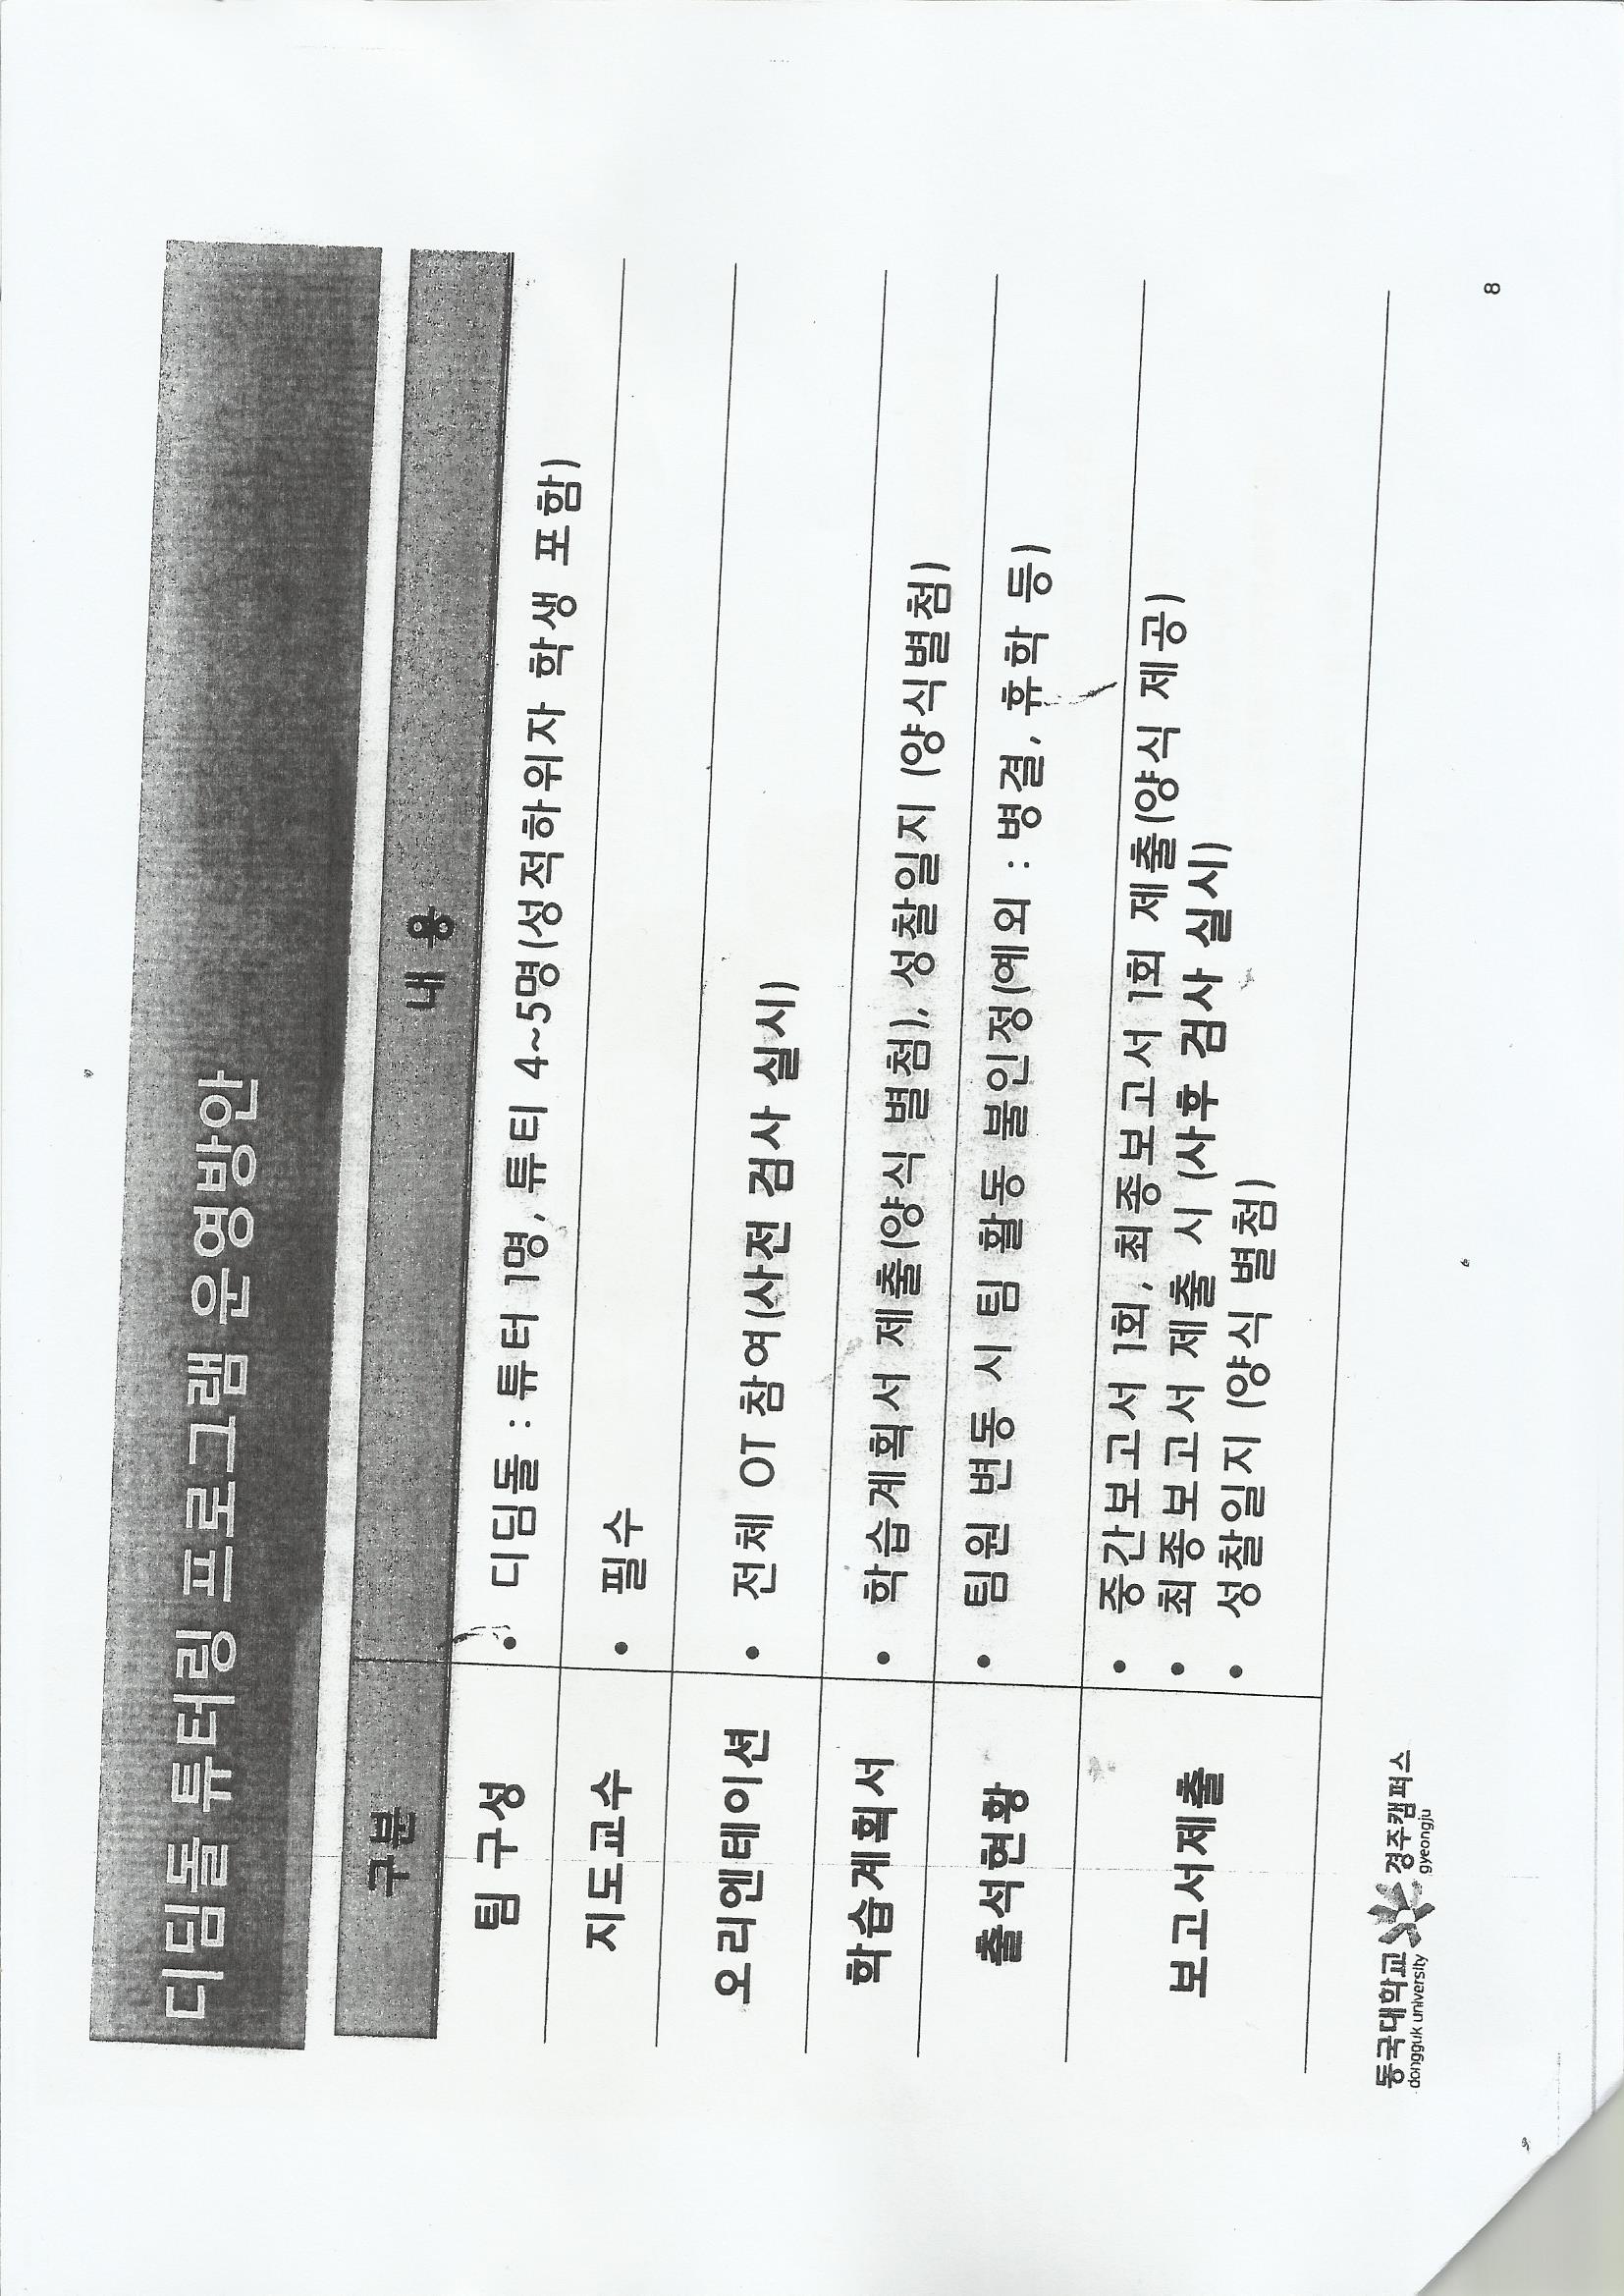 디딤돌 튜터링 프로그램 운영방안
구분 내 용
팀 구성 • 디딤돌 : 튜터 1명, 튜티 4~5명(성적하위자 학생 포함)
지도교수 • 필수
오리엔테이션 • 전체 OT 참여(사전 검사 실시)
학습계획서 • 학습계획서 제출(양식 별첨), 성찰일지 (양식별첨)
출석현황 • 팀원 변동 시 팀 활동 불인정(예외 : 병결, 휴학 등)
보고서제출 • 중간보고서 1회, 최종보고서 1회 제출(양식 제공)
• 최종보고서 제출 시 (사후 검사 실시)
• 성찰일지 (양식 별첨)
동국대학교 경주캠퍼스
dongguk university gyeongju
8